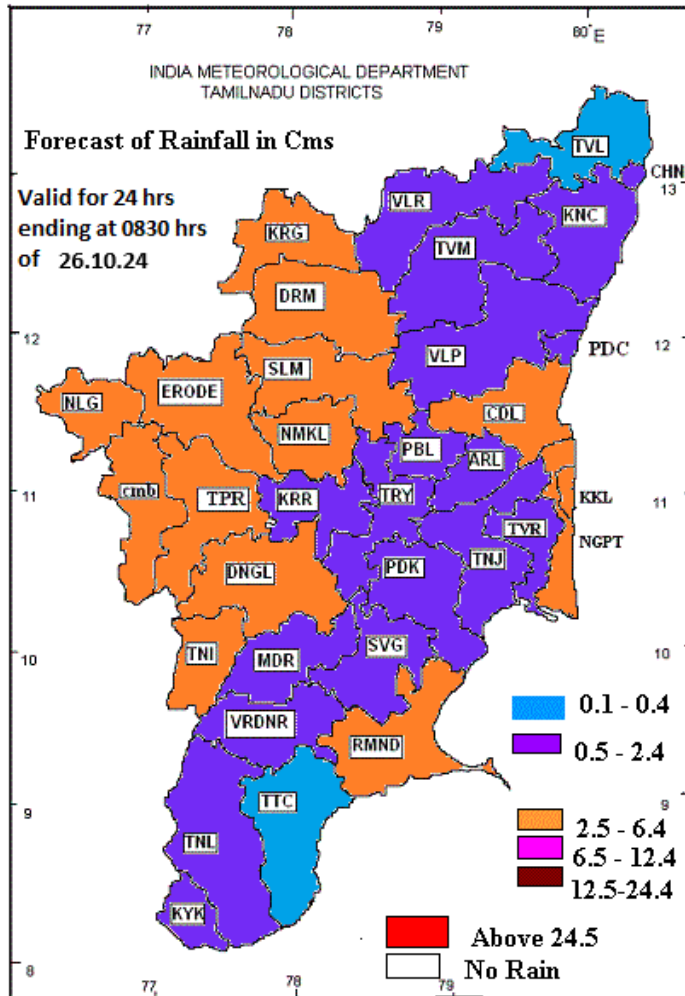 77 78 79 80°E
INDIA METEOROLOGICAL DEPARTMENT
TAMILNADU DISTRICTS
Forecast of Rainfall in Cms
TVL
CHN
13
Valid for 24 hrs
ending at 0830 hrs
of 26.10.24
VLR
KNC
KRG
TVM
DRM
12
12
PDC
VLP
SLM
ERODE
NLG
CDL
NMKL
PBL
ARL
11
cmb
TPR
KRR
TRY
KKL
11
TVR
NGPT
DNGL
PDK
TNJ
10
TNI
MDR
SVG
10
0.1 - 0.4
VRDNR
RMND
0.5 - 2.4
9
TTC
9
2.5 - 6.4
TNL
6.5 - 12.4
12.5-24.4
KYK
Above 24.5
8
No Rain
77 78 79